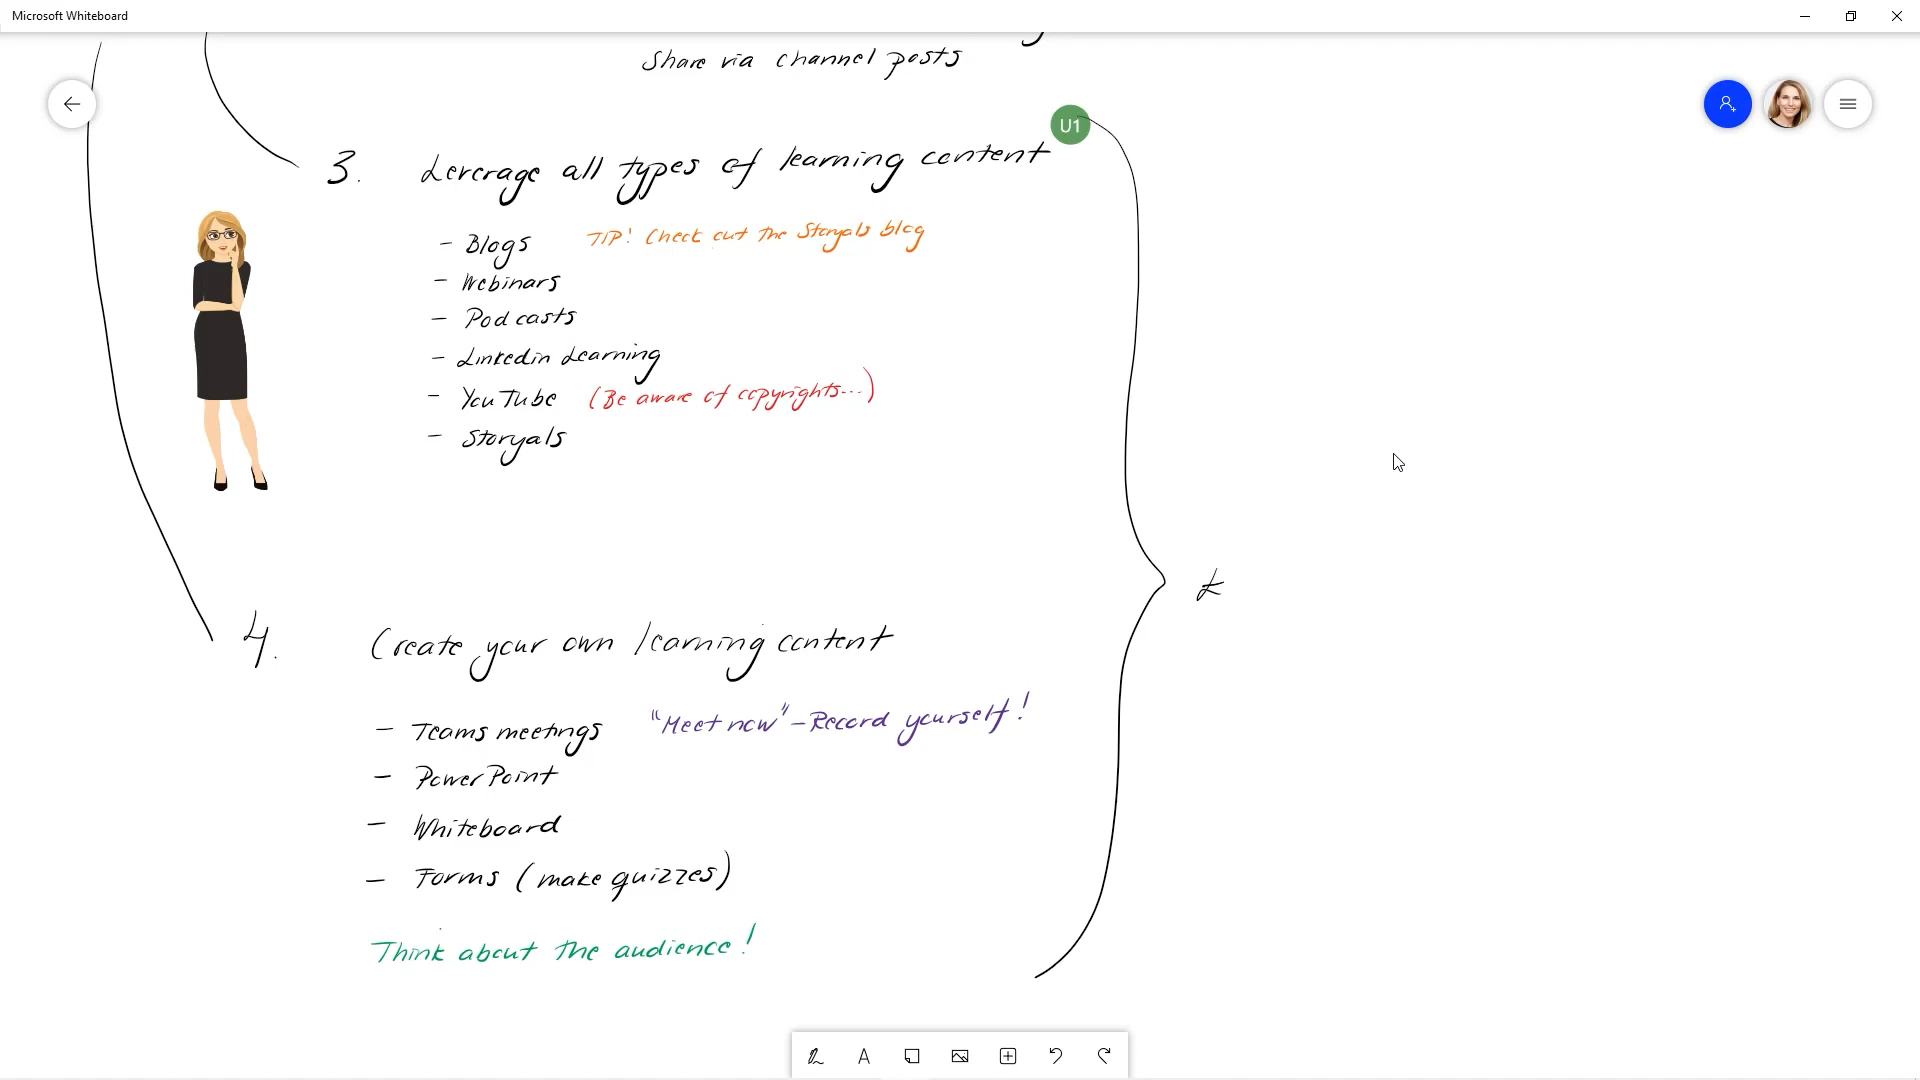 Microsoft Whiteboard
Share via channel posts
U1
3. Leverage all types of learning content
- Blogs TIP! Check out the Storyals blog
- Webinars
- Podcasts
- Linkedin Learning
- YouTube (Be aware of copyrights...)
- Storyals
4. Create your own learning content
- Teams meetings "Meet now" - Record yourself!
- PowerPoint
- Whiteboard
- Forms (make quizzes)
Think about the audience!